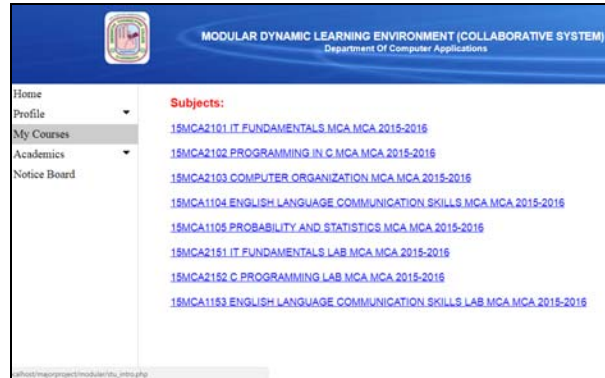 MODULAR DYNAMIC LEARNING ENVIRONMENT (COLLABORATIVE SYSTEM)
Department Of Computer Applications
Home
Profile
My Courses
Academics
Notice Board
Subjects:
15MCA2101 IT FUNDAMENTALS MCA MCA 2015-2016
15MCA2102 PROGRAMMING IN C MCA MCA 2015-2016
15MCA2103 COMPUTER ORGANIZATION MCA MCA 2015-2016
15MCA1104 ENGLISH LANGUAGE COMMUNICATION SKILLS MCA MCA 2015-2016
15MCA1105 PROBABILITY AND STATISTICS MCA MCA 2015-2016
15MCA2151 IT FUNDAMENTALS LAB MCA MCA 2015-2016
15MCA2152 C PROGRAMMING LAB MCA MCA 2015-2016
15MCA1153 ENGLISH LANGUAGE COMMUNICATION SKILLS LAB MCA MCA 2015-2016
calhost/majorproject/modular/stu_intro.php